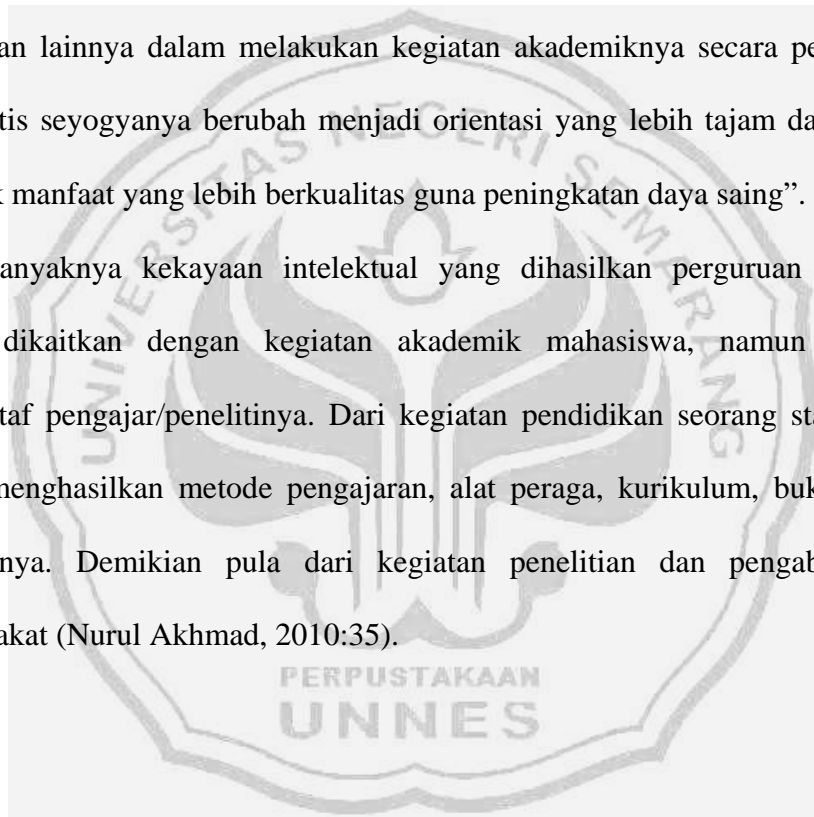 an lainnya dalam melakukan kegiatan akademiknya secara pe
tis seyogyanya berubah menjadi orientasi yang lebih tajam da
k manfaat yang lebih berkualitas guna peningkatan daya saing”.
anyaknya kekayaan intelektual yang dihasilkan perguruan
dikaitkan dengan kegiatan akademik mahasiswa, namun
taf pengajar/penelitinya. Dari kegiatan pendidikan seorang sta
menghasilkan metode pengajaran, alat peraga, kurikulum, buk
nya. Demikian pula dari kegiatan penelitian dan pengab
akat (Nurul Akhmad, 2010:35).
UNIVERSITAS NEGERI SEMARANG
PERPUSTAKAAN
UNNES